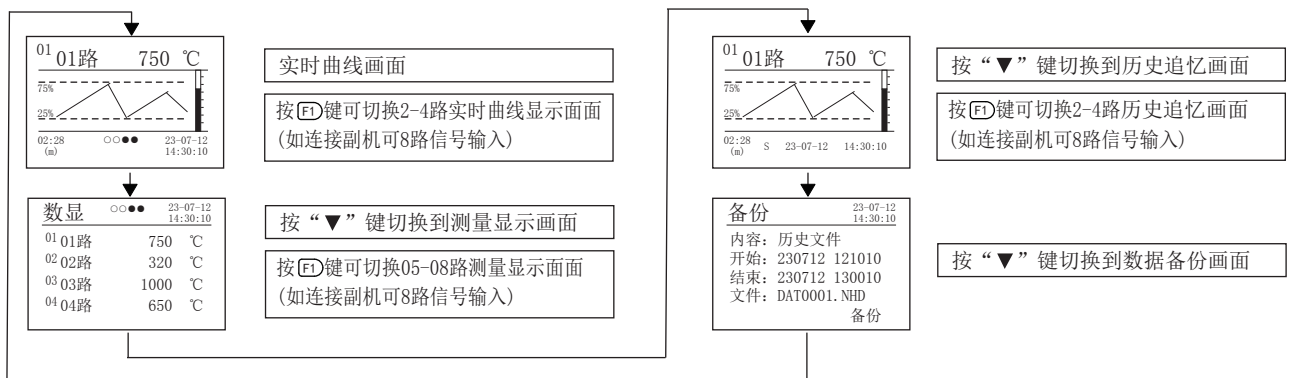 01 01路 750 ℃
75%
25%
02:28 ○○●● 23-07-12
(m) 14:30:10
实时曲线画面
按F1键可切换2-4路实时曲线显示面面
(如连接副机可8路信号输入)
数显 ○○●● 23-07-12
14:30:10
01 01路 750 ℃
02 02路 320 ℃
03 03路 1000 ℃
04 04路 650 ℃
按“▼”键切换到测量显示画面
按F1键可切换05-08路测量显示面面
(如连接副机可8路信号输入)
01 01路 750 ℃
75%
25%
02:28
(m) S 23-07-12 14:30:10
按“▼”键切换到历史追忆画面
按F1键可切换2-4路历史追忆画面
(如连接副机可8路信号输入)
备份 23-07-12
14:30:10
内容: 历史文件
开始: 230712 121010
结束: 230712 130010
文件: DAT0001.NHD
备份
按“▼”键切换到数据备份画面